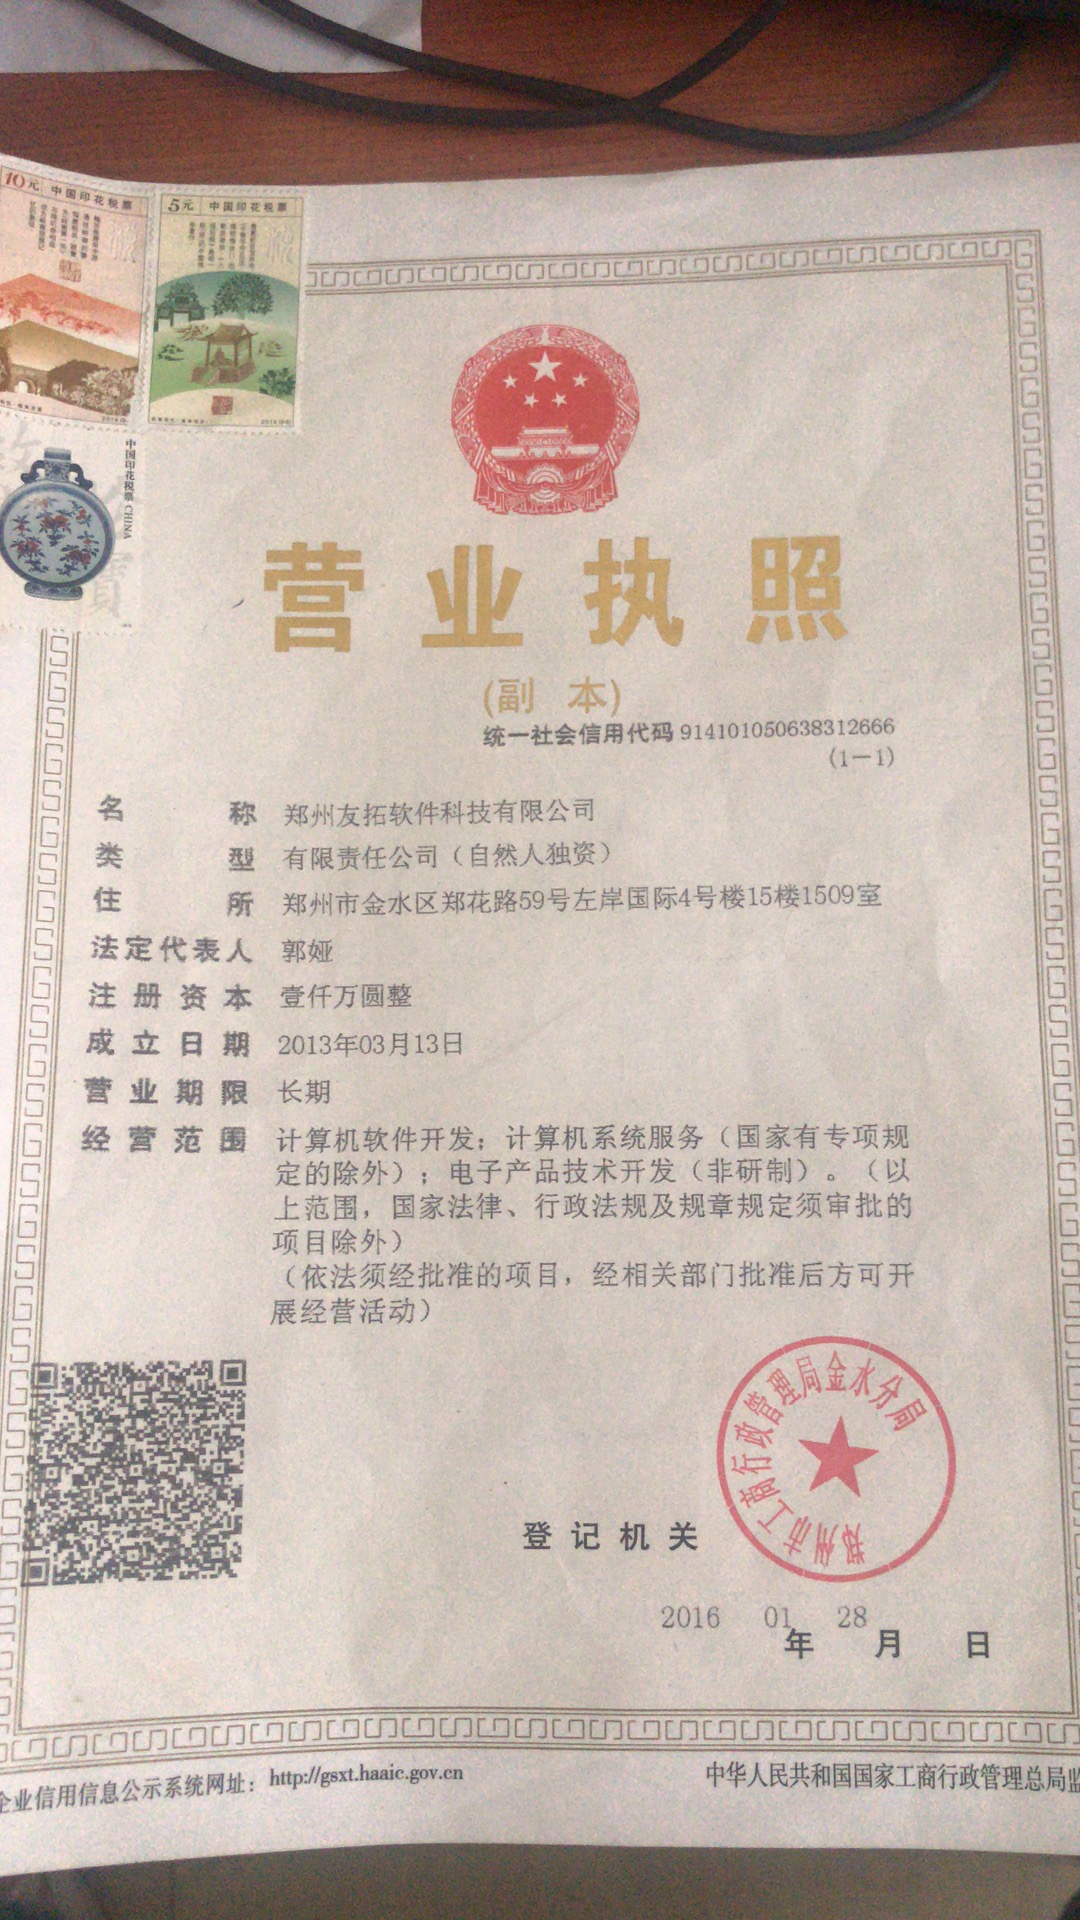 10元 中国印花税票
5元 中国印花税票
中国印花税票 CHINA
营业执照
(副 本)
统一社会信用代码 914101050638312666
(1-1)
名 称 郑州友拓软件科技有限公司
类 型 有限责任公司（自然人独资）
住 所 郑州市金水区郑花路59号左岸国际4号楼15楼1509室
法定代表人 郭娅
注册资本 壹仟万圆整
成立日期 2013年03月13日
营业期限 长期
经营范围 计算机软件开发；计算机系统服务（国家有专项规
定的除外）；电子产品技术开发（非研制）。（以
上范围，国家法律、行政法规及规章规定须审批的
项目除外）
（依法须经批准的项目，经相关部门批准后方可开
展经营活动）
郑州市工商行政管理局金水分局
登记机关
2016 年 01 月 28 日
企业信用信息公示系统网址：http://gsxt.haaic.gov.cn
中华人民共和国国家工商行政管理总局监